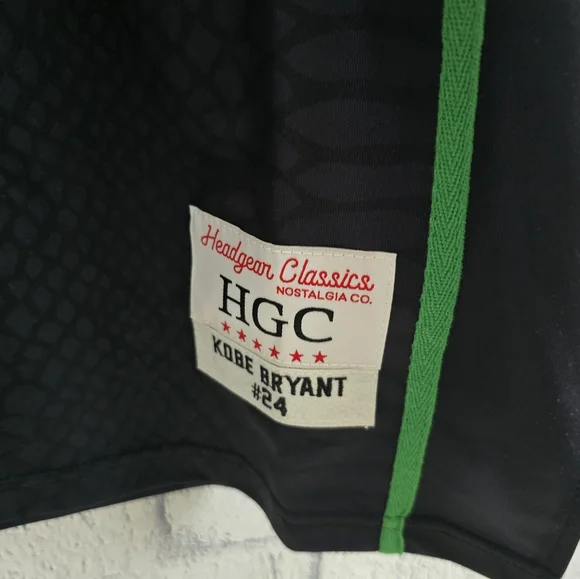 Headgear Classics
NOSTALGIA CO.
HGC
KOBE BRYANT
#24